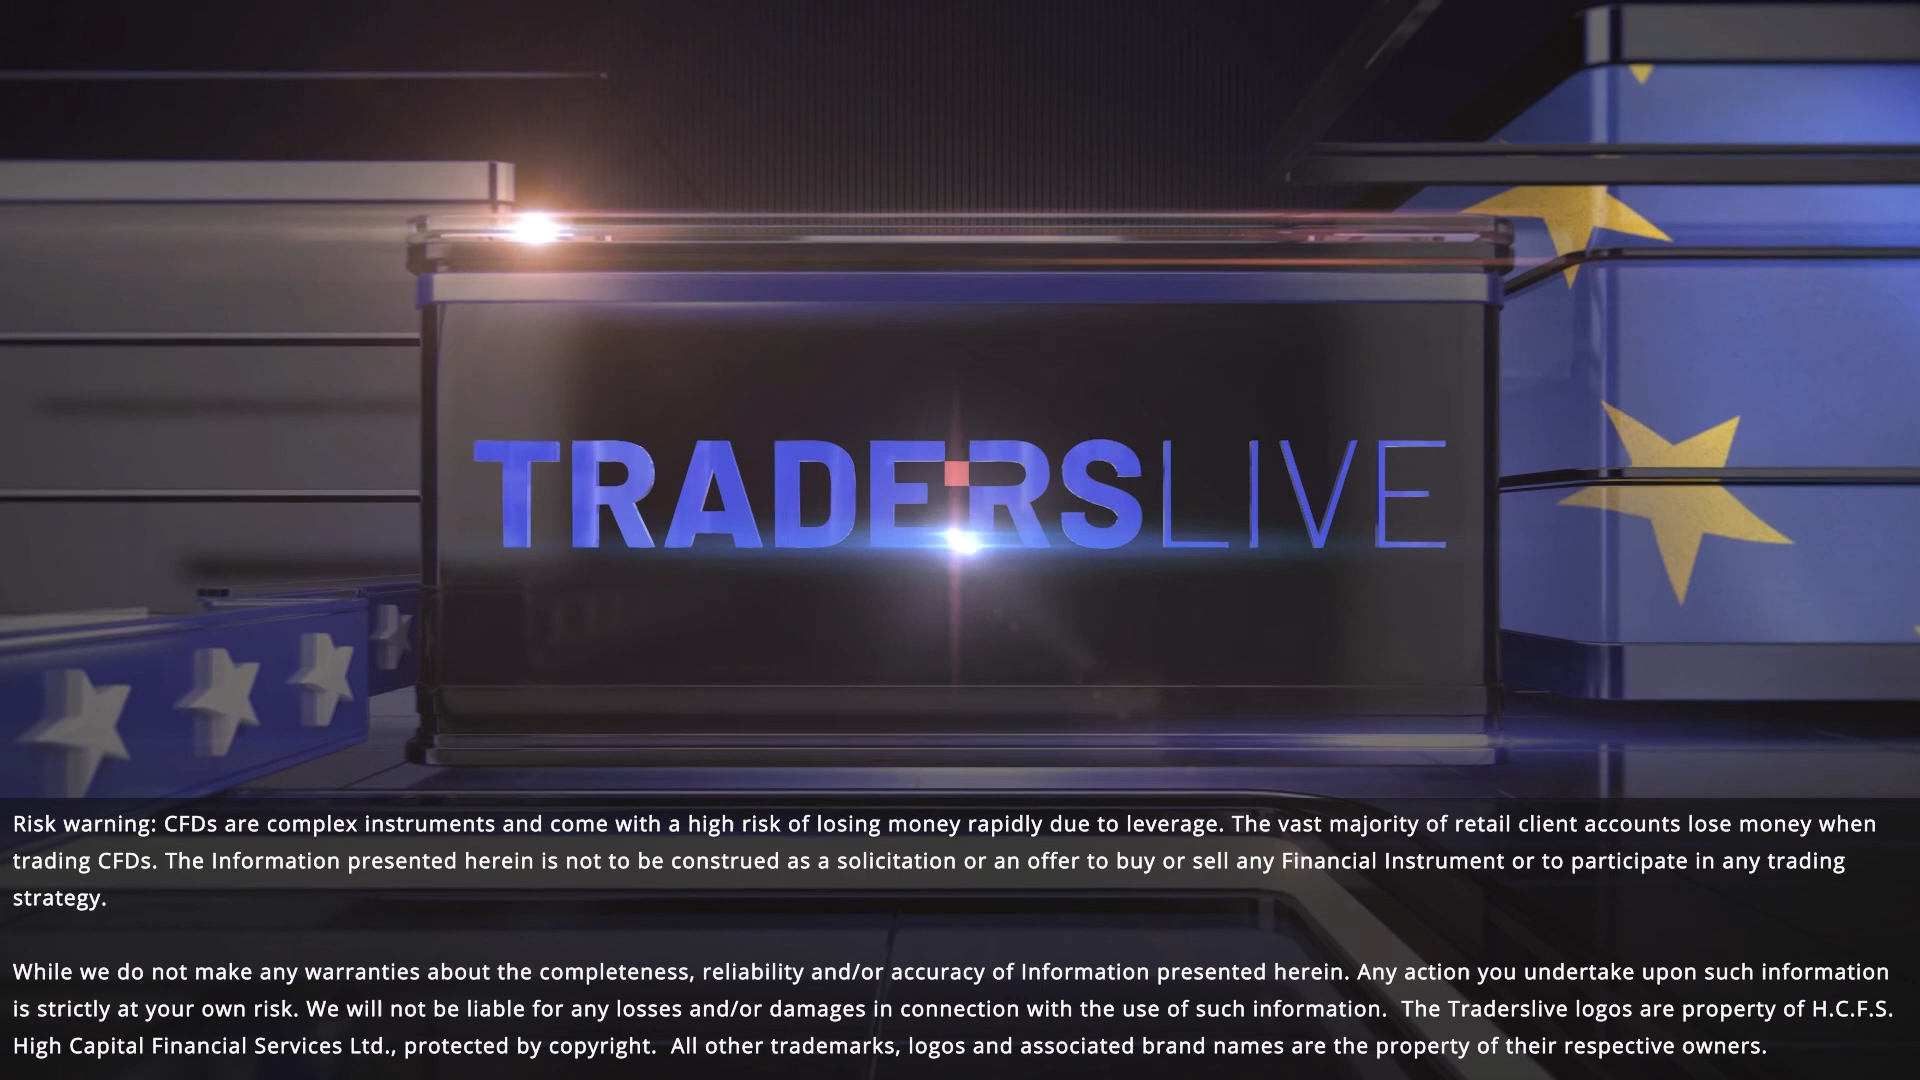 TRADERSLIVE
Risk warning: CFDs are complex instruments and come with a high risk of losing money rapidly due to leverage. The vast majority of retail client accounts lose money when
trading CFDs. The Information presented herein is not to be construed as a solicitation or an offer to buy or sell any Financial Instrument or to participate in any trading
strategy.
While we do not make any warranties about the completeness, reliability and/or accuracy of Information presented herein. Any action you undertake upon such information
is strictly at your own risk. We will not be liable for any losses and/or damages in connection with the use of such information.  The Traderslive logos are property of H.C.F.S.
High Capital Financial Services Ltd., protected by copyright.  All other trademarks, logos and associated brand names are the property of their respective owners.